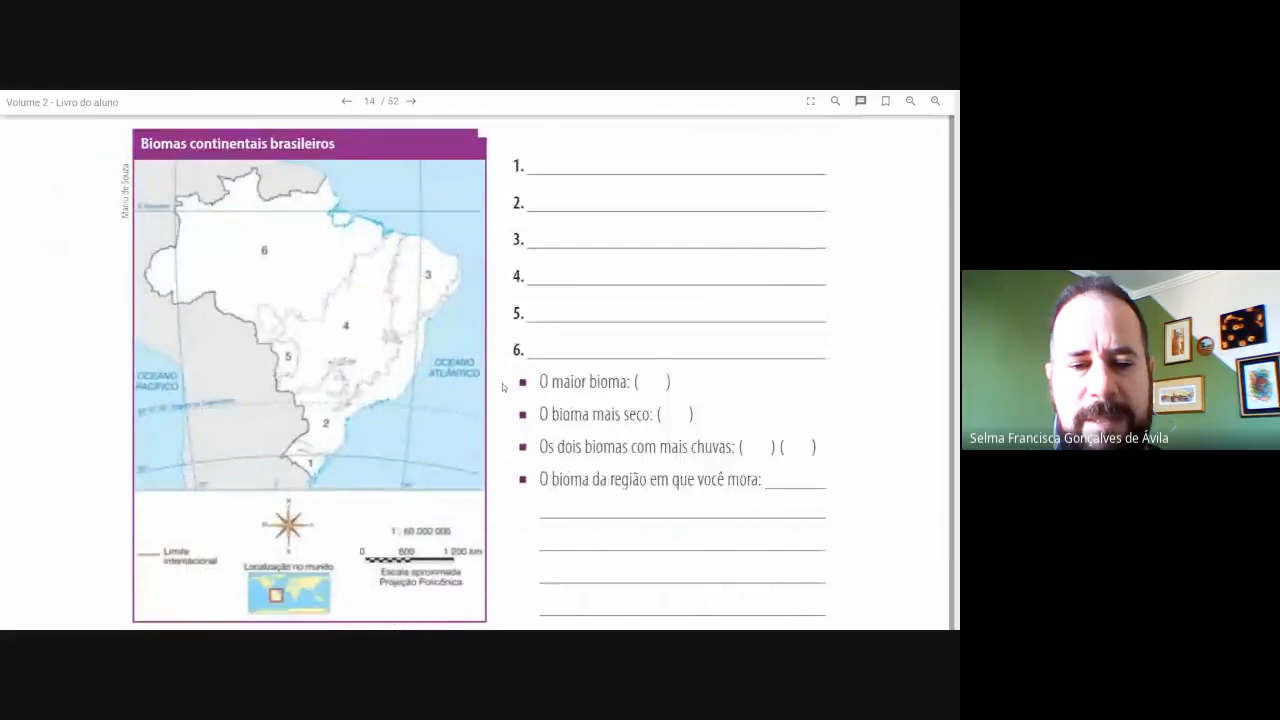 Volume 2 - Livro do aluno
14 / 52
Biomas continentais brasileiros
6
3
4
5
2
1
OCEANO
PACÍFICO
OCEANO
ATLÂNTICO
N
S
1 : 60 000 000
0 600 1 200 km
Escala aproximada
Projeção Policônica
Limite
internacional
Localização no mundo
1.
2.
3.
4.
5.
6.
O maior bioma: ( )
O bioma mais seco: ( )
Os dois biomas com mais chuvas: ( ) ( )
O bioma da região em que você mora:
Selma Francisca Gonçalves de Ávila